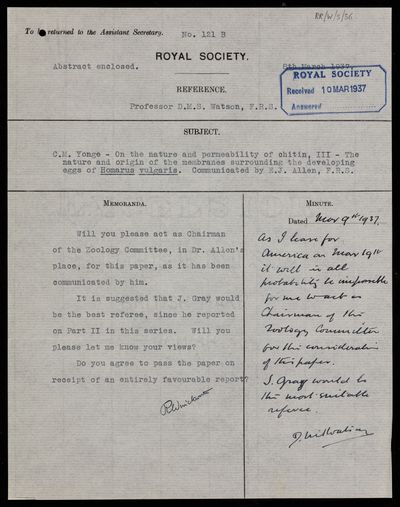 RR/W/5/56
To be returned to the Assistant Secretary.
No. 121 B
ROYAL SOCIETY.
Abstract enclosed.
8th March 1937.
REFERENCE.
ROYAL SOCIETY
Received 10 MAR 1937
Answered
Professor D.M.S. Watson, F.R.S.
SUBJECT.
C.M. Yonge - On the nature and permeability of chitin, III - The
nature and origin of the membranes surrounding the developing
eggs of Homarus vulgaris. Communicated by E.J. Allen, F.R.S.
MEMORANDA.
Will you please act as Chairman
of the Zoology Committee, in Dr. Allen's
place, for this paper, as it has been
communicated by him.
It is suggested that J. Gray would
be the best referee, since he reported
on Part II in this series. Will you
please let me know your views?
Do you agree to pass the paper on
receipt of an entirely favourable report?
MINUTE.
Dated Mar 9th 1937.
As I leave for
America on Mar 19th
it will in all
probability be impossible
for me to act as
Chairman of the
Zoology Committee
for the consideration
of this paper.
J. Gray would be
the most suitable
referee.
D.M.S. Watson